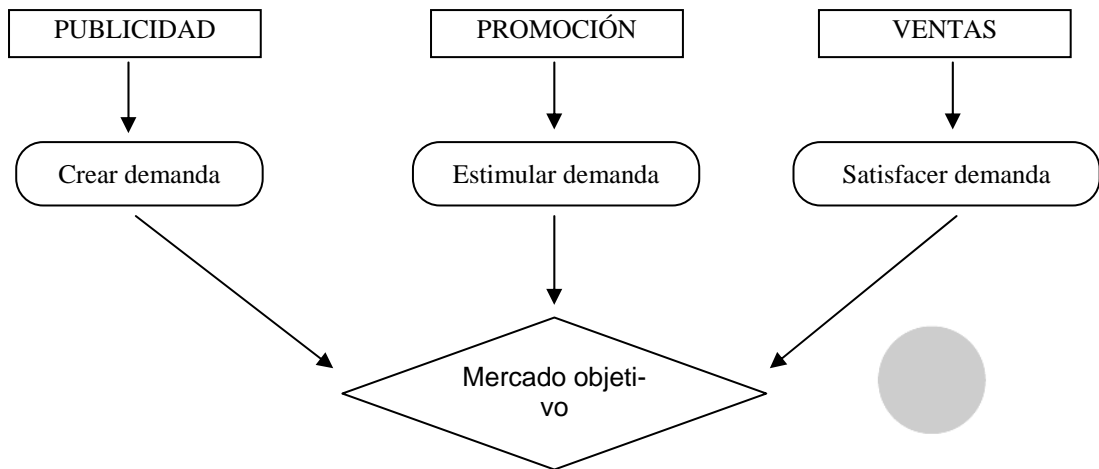 PUBLICIDAD
PROMOCIÓN
VENTAS
Crear demanda
Estimular demanda
Satisfacer demanda
Mercado objeti-
vo